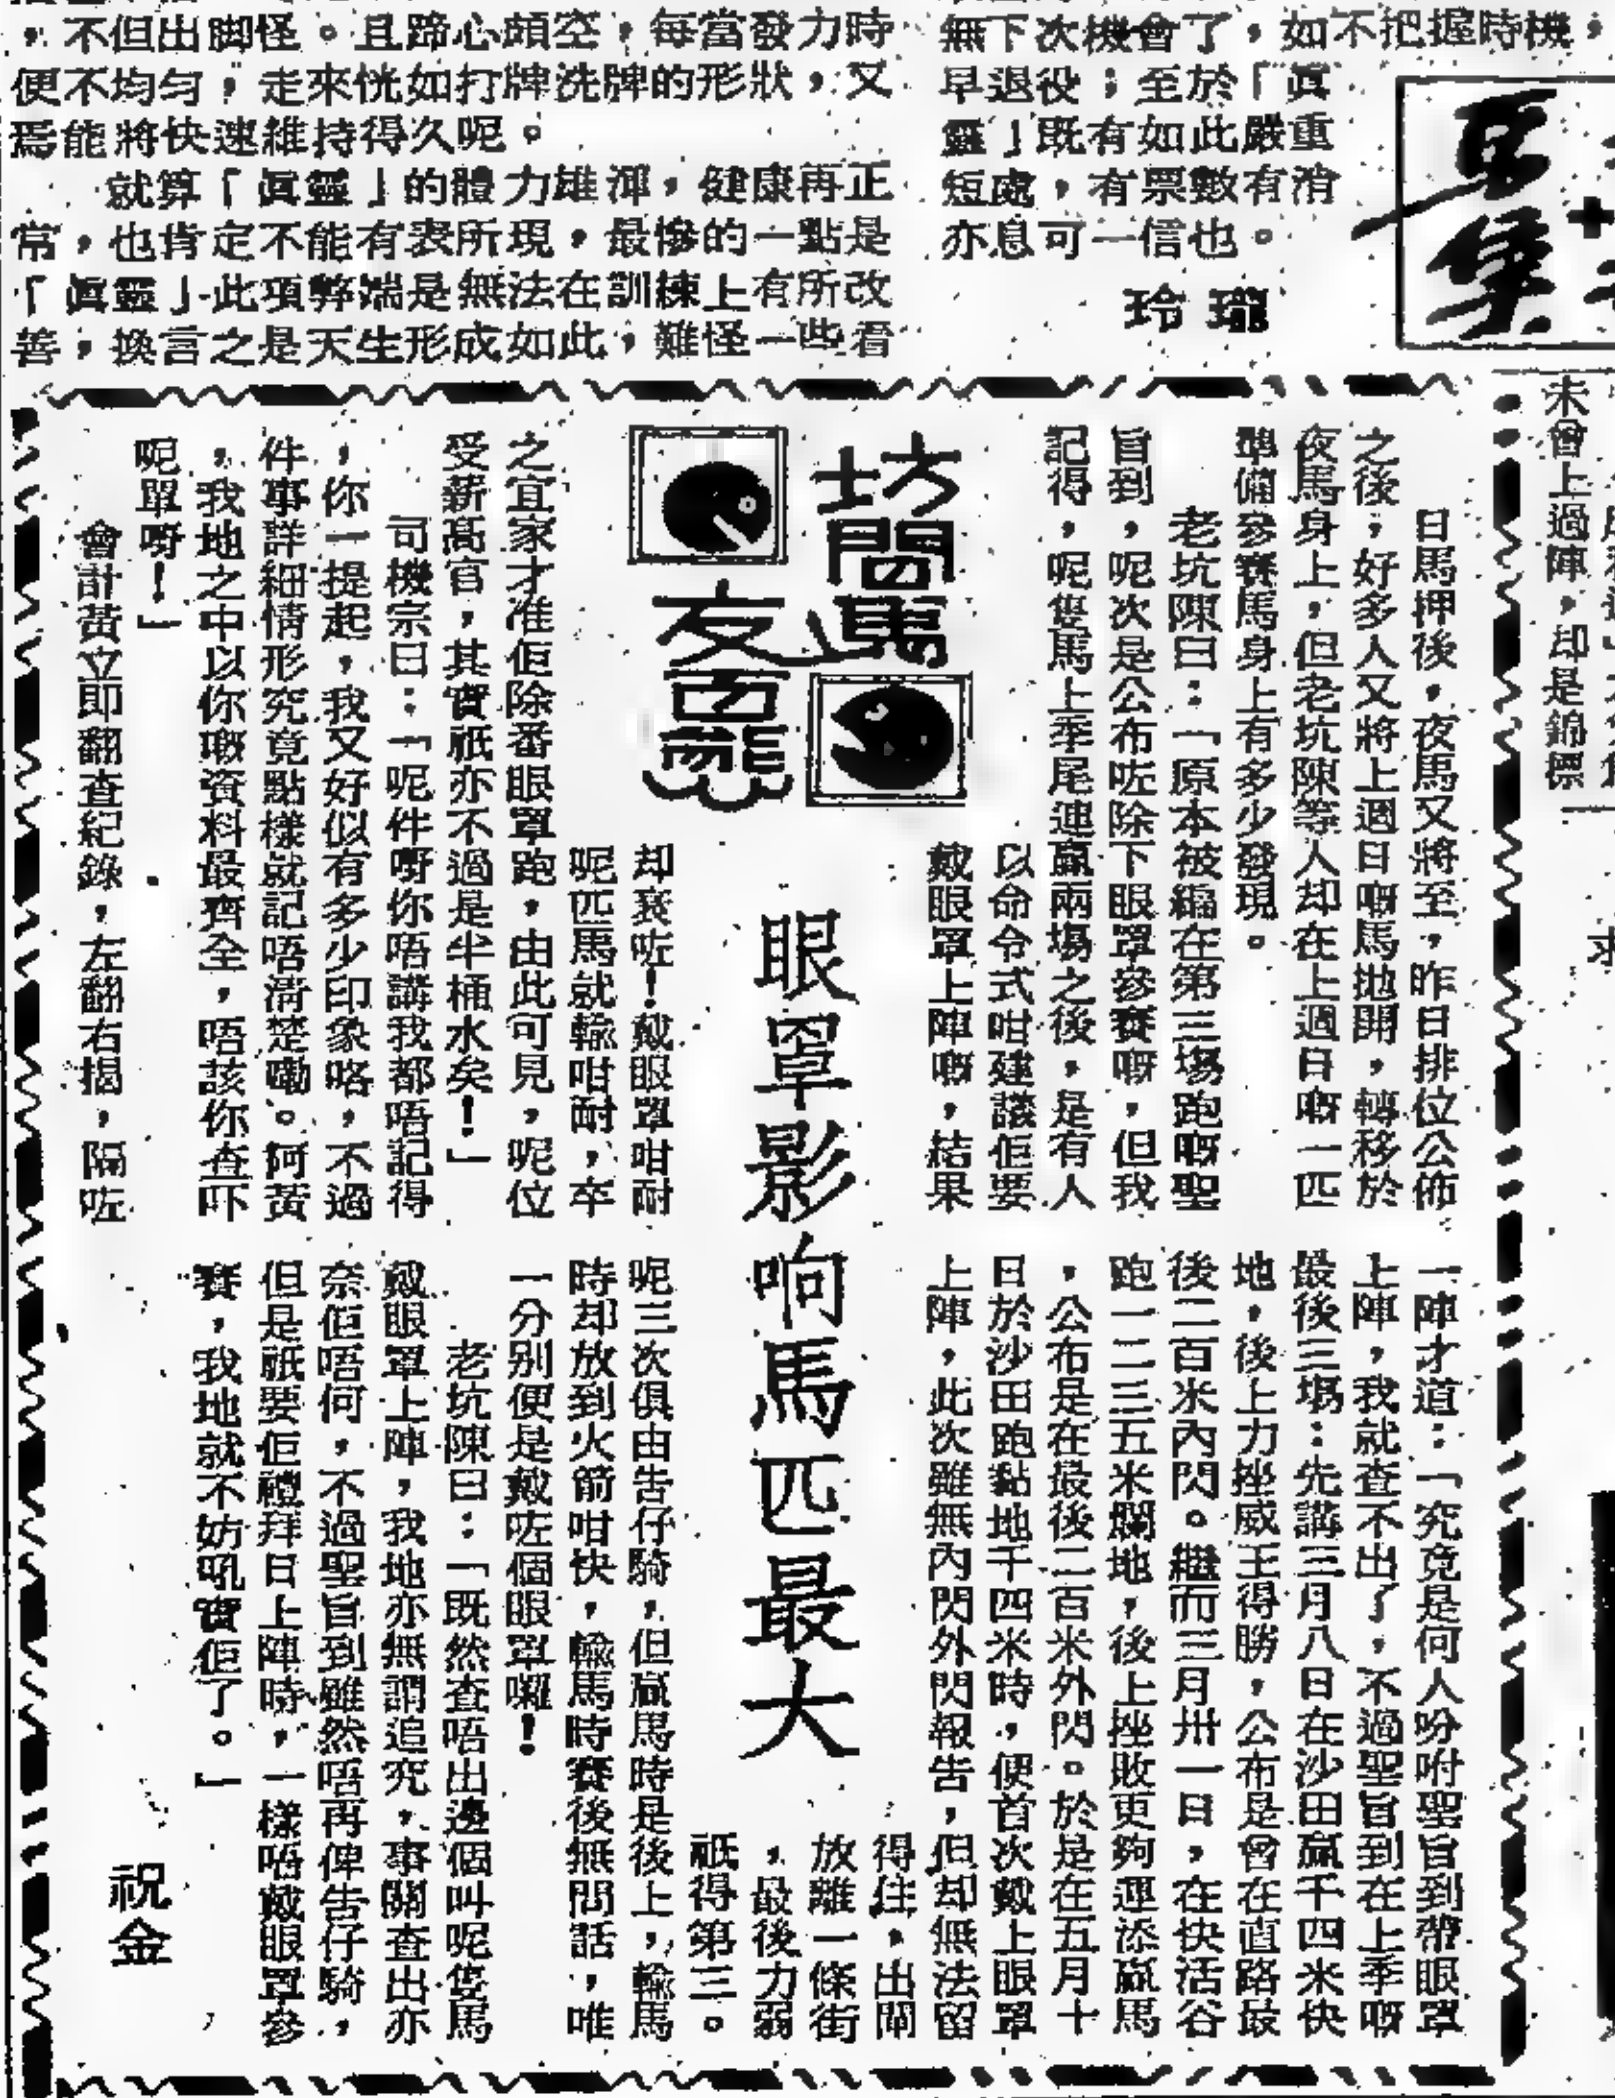 ，不但出脚怪。且蹄心頗空，每當發力時
便不均勻，走來恍如打牌洗牌的形狀，又
焉能將快速維持得久呢。
就算「眞靈」的體力雄渾，健康再正
常，也肯定不能有表所現，最慘的一點是
「眞靈」此項弊端是無法在訓練上有所改
善，換言之是天生形成如此，難怪一些看
無下次機會了，如不把握時機，
早退役；至於「眞
靈」既有如此嚴重
短處，有票數有消
亦息可一信也。
玲瓏
未曾上過陣，却是錦標
坊間馬
友百態
眼罩影响馬匹最大
日馬押後，夜馬又將至，昨日排位公佈
之後，好多人又將上週日嘅馬抛開，轉移於
夜馬身上，但老坑陳等人却在上週日嘅一匹
準備參賽馬身上有多少發現。
老坑陳曰：「原本被編在第三塲跑嘅聖
旨到，呢次是公布咗除下眼罩參賽嘅，但我
記得，呢隻馬上季尾連贏兩塲之後，是有人
以命令式咁建議佢要
戴眼罩上陣嘅，結果
却衰咗！戴眼罩咁耐
呢匹馬就輸咁耐，卒
之宜家才准佢除番眼罩跑，由此可見，呢位
受薪高官，其實祇亦不過是半桶水矣！」
司機宗曰：「呢件嘢你唔講我都唔記得
，你一提起，我又好似有多少印象咯，不過
件事詳細情形究竟點樣就記唔淸楚嘞。阿黃
，我地之中以你嘅資料最齊全，唔該你查吓
呢單嘢！」
會計黃立即翻查紀錄，左翻右揭，隔咗
一陣才道：「究竟是何人吩咐聖旨到帶眼罩
上陣，我就查不出了，不過聖旨到在上季嘅
最後三塲：先講三月八日在沙田贏千四米快
地，後上力挫威王得勝，公布是曾在直路最
後二百米內閃。繼而三月卅一日，在快活谷
跑一二三五米爛地，後上挫敗更夠運添贏馬
，公布是在最後二百米外閃。於是在五月十
日於沙田跑黏地千四米時，便首次戴上眼罩
上陣，此次雖無內閃外閃報告，但却無法留
得住，出閘
放離一條街
，最後力弱
祇得第三。
呢三次俱由告仔騎，但贏馬時是後上，輸馬
時却放到火箭咁快，輸馬時賽後無問話，唯
一分別便是戴咗個眼罩囉！
老坑陳曰：「既然查唔出邊個叫呢隻馬
戴眼罩上陣，我地亦無謂追究，事關查出亦
奈佢唔何，不過聖旨到雖然唔再俾告仔騎，
但是祇要佢禮拜日上陣時，一樣唔戴眼罩參
賽，我地就不妨吼實佢了。」
祝金